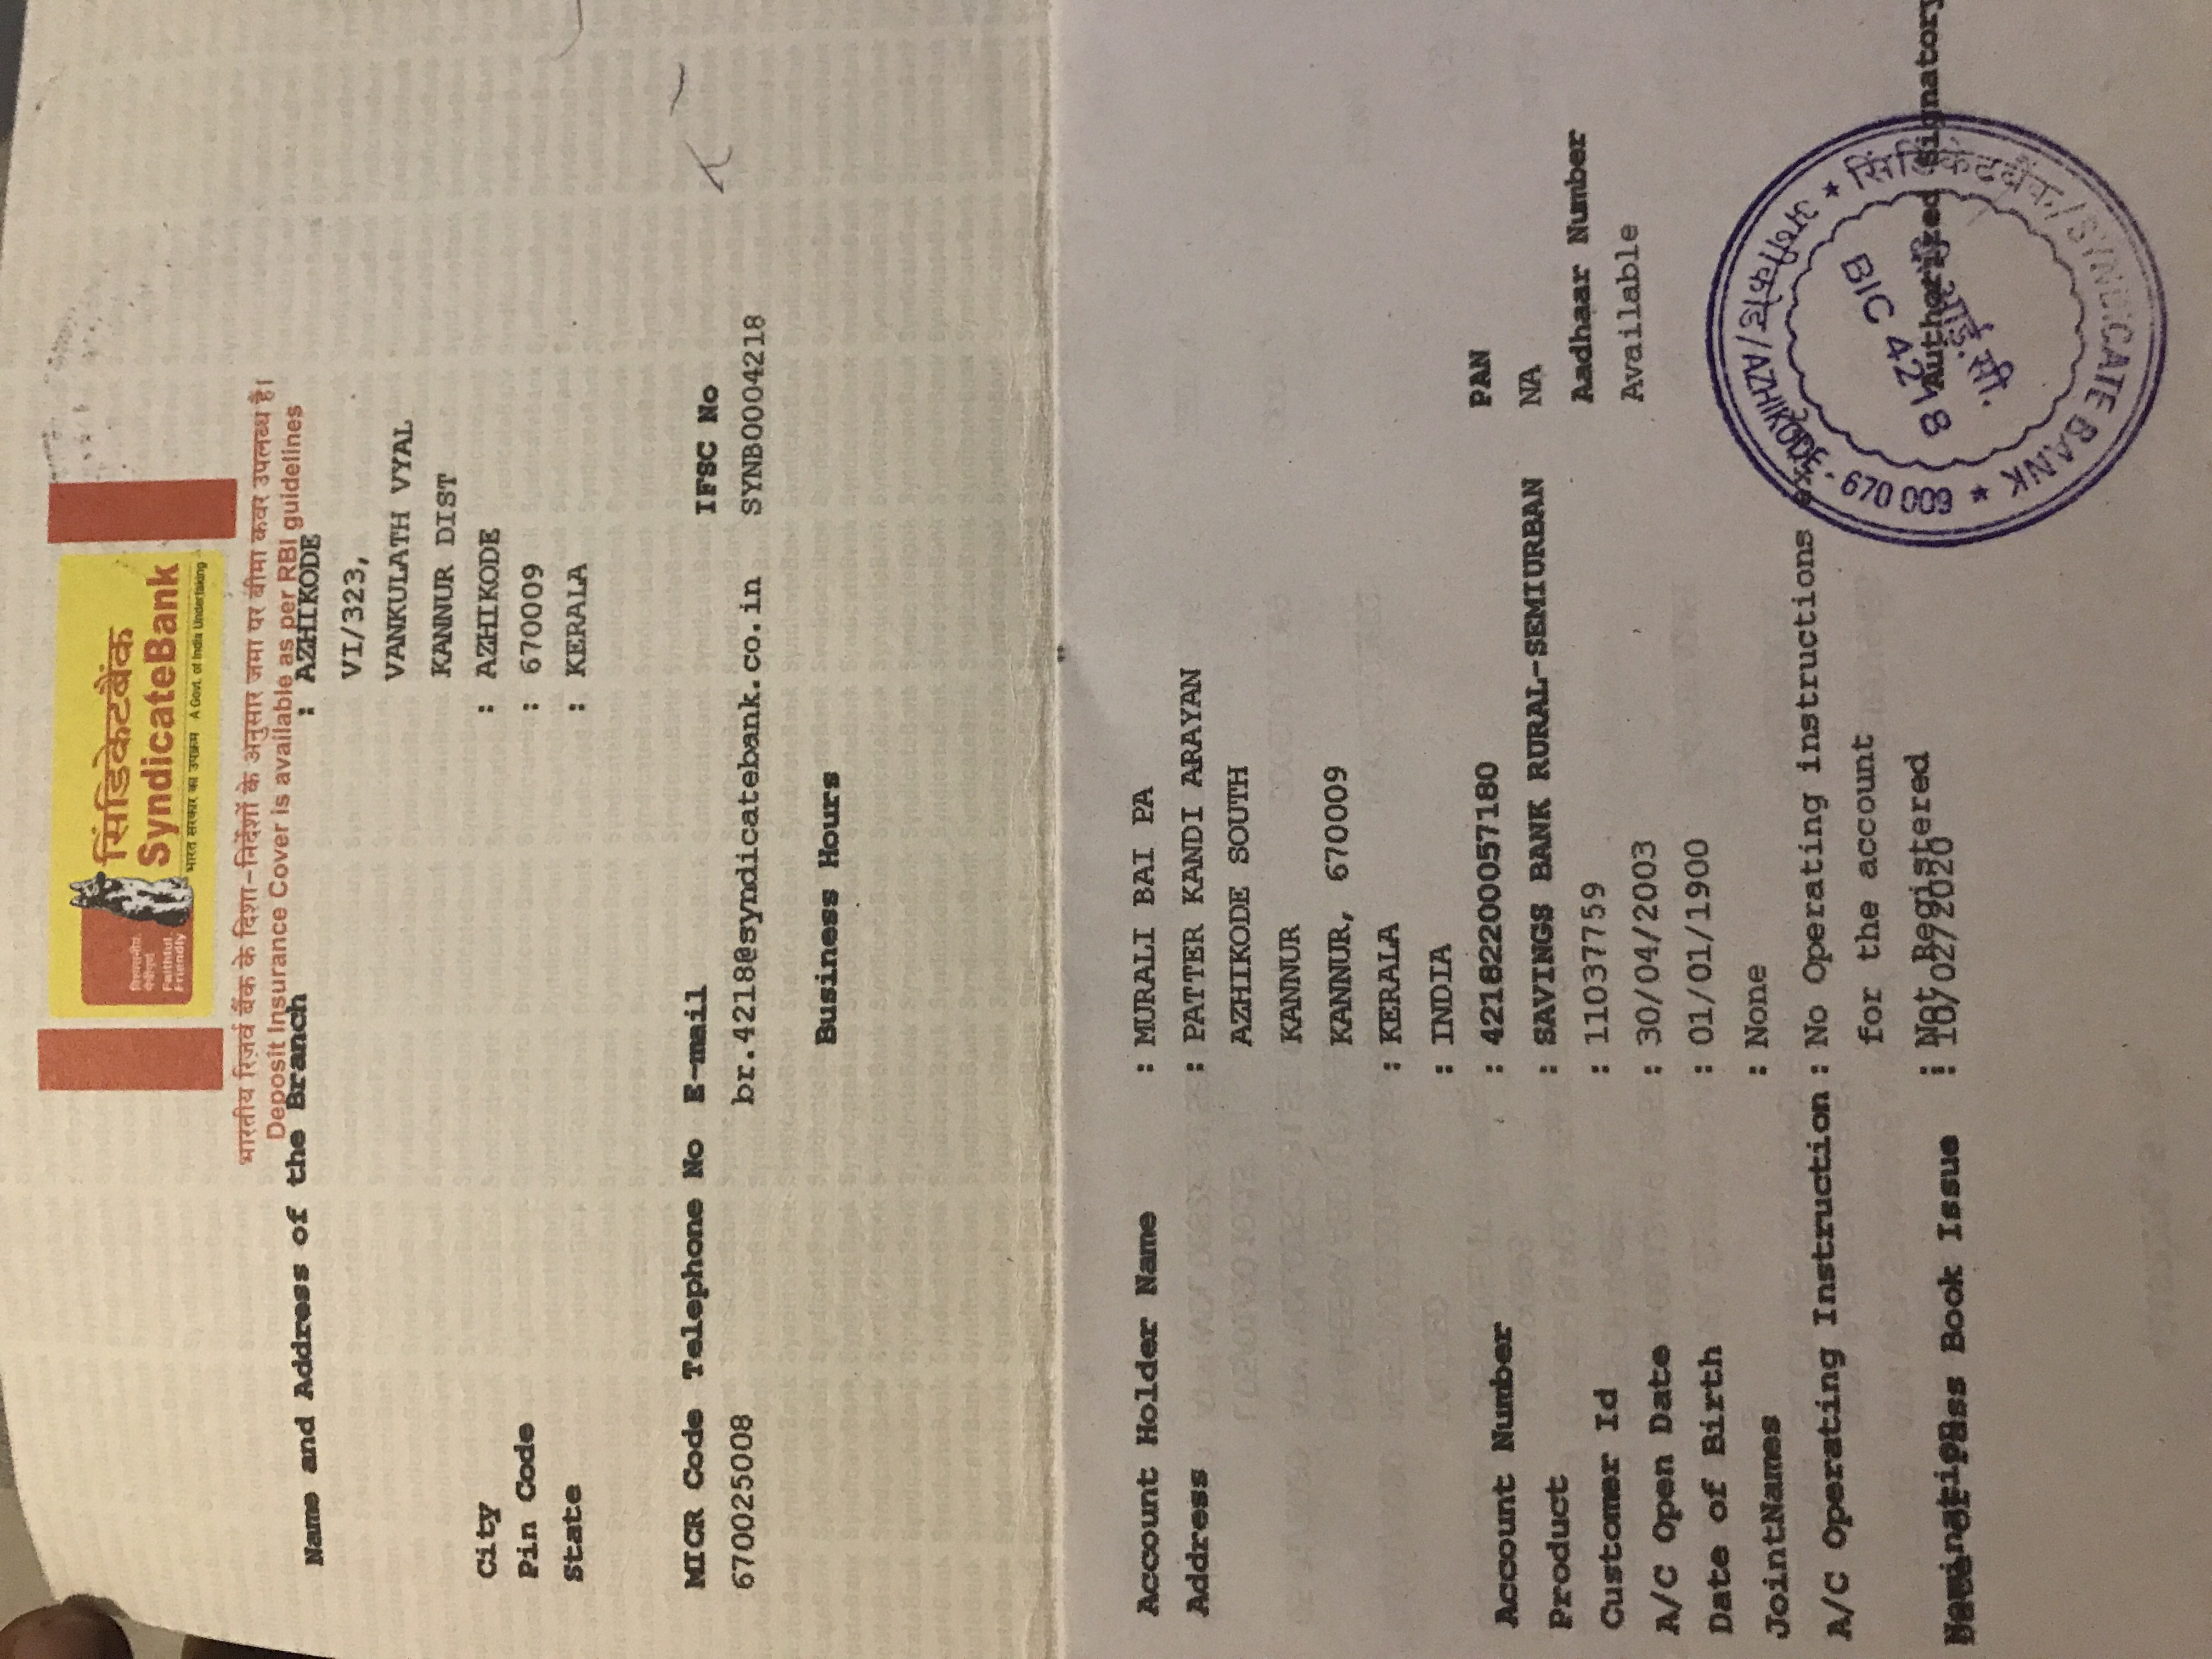 विश्वसनीय,
मैत्रीपूर्ण
Faithful,
Friendly
सिंडिकेटबैंक
SyndicateBank
भारत सरकार का उपक्रम A Govt. of India Undertaking
भारतीय रिज़र्व बैंक के दिशा-निर्देशों के अनुसार जमा पर बीमा कवर उपलब्ध है।
Deposit Insurance Cover is available as per RBI guidelines
Name and Address of the Branch : AZHIKODE
VI/323,
VANKULATH VYAL
KANNUR DIST
City : AZHIKODE
Pin Code : 670009
State : KERALA
MICR Code Telephone No E-mail IFSC No
670025008 br.4218@syndicatebank.co.in SYNB0004218
Business Hours
Account Holder Name : MURALI BAI PA
Address : PATTER KANDI ARAYAN
AZHIKODE SOUTH
KANNUR
KANNUR, 670009
: KERALA
: INDIA
Account Number : 42182200057180 PAN
Product : SAVINGS BANK RURAL-SEMIURBAN NA
Customer Id : 11037759 Aadhaar Number
A/C Open Date : 30/04/2003 Available
Date of Birth : 01/01/1900
JointNames : None
A/C Operating Instruction : No Operating instructions
for the account
Nomination : Not Registered
Date of Pass Book Issue : 10/02/2020
Authorized Signatory
सिंडिकेटबैंक/SYNDICATE BANK ★ अषीकोड/AZHIKODE - 670 009 ★
बी.आई.सी.
BIC 4218